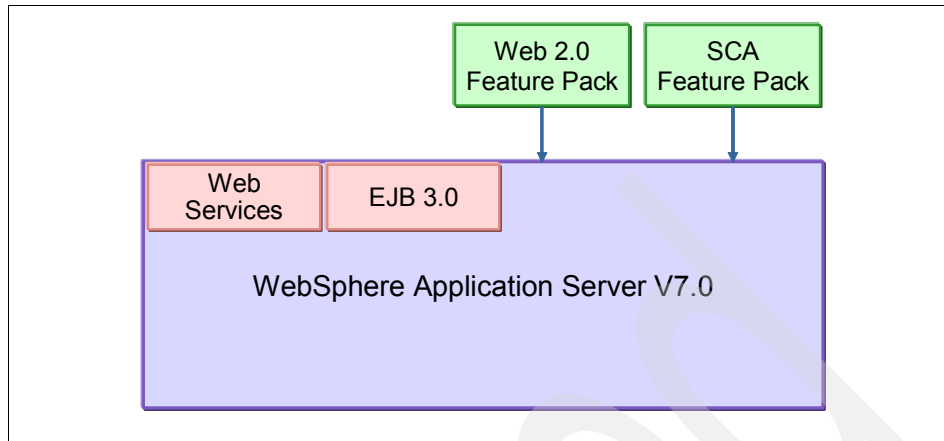 Web 2.0
Feature Pack
SCA
Feature Pack
Web
Services
EJB 3.0
WebSphere Application Server V7.0